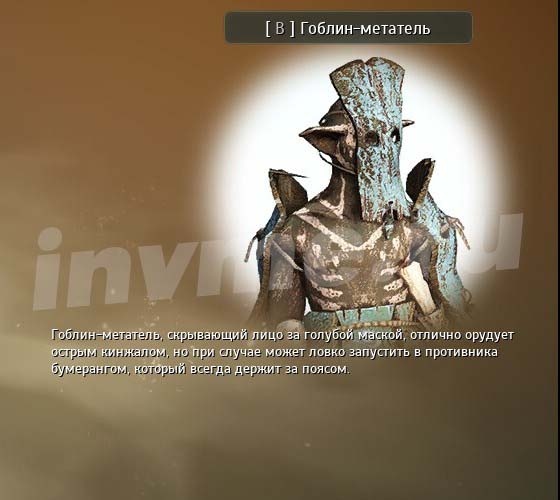 [ B ] Гоблин-метатель
Гоблин-метатель, скрывающий лицо за голубой маской, отлично орудует
острым кинжалом, но при случае может ловко запустить в противника
бумерангом, который всегда держит за поясом.